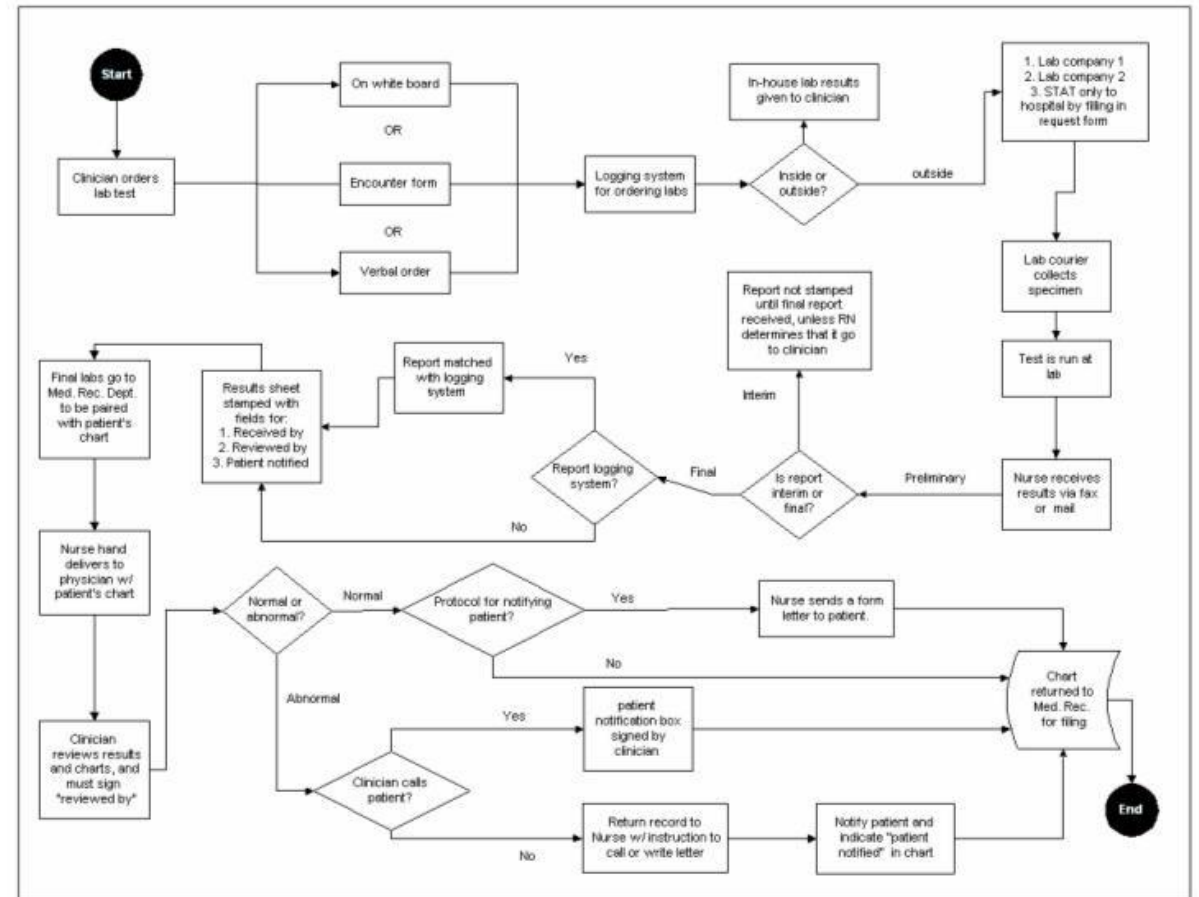 Start
Clinician orders
lab test
On white board
OR
Encounter form
OR
Verbal order
Logging system
for ordering labs
Inside or
outside?
In-house lab results
given to clinician
outside
1. Lab company 1
2. Lab company 2
3. STAT only to
hospital by filling in
request form
Lab courier
collects
specimen
Test is run at
lab
Nurse receives
results via fax
or mail
Preliminary
Is report
interim or
final?
Interim
Report not stamped
until final report
received, unless RN
determines that it go
to clinician
Final
Report logging
system?
Yes
Report matched
with logging
system
No
Results sheet
stamped with
fields for:
1. Received by
2. Reviewed by
3. Patient notified
Final labs go to
Med. Rec. Dept.
to be paired
with patient's
chart
Nurse hand
delivers to
physician w/
patient's chart
Clinician
reviews results
and charts, and
must sign
"reviewed by"
Normal or
abnormal?
Normal
Protocol for notifying
patient?
Yes
Nurse sends a form
letter to patient.
No
Abnormal
Clinician calls
patient?
Yes
patient
notification box
signed by
clinician
No
Return record to
Nurse w/ instruction to
call or write letter
Notify patient and
indicate "patient
notified" in chart
Chart
returned to
Med. Rec.
for filing
End